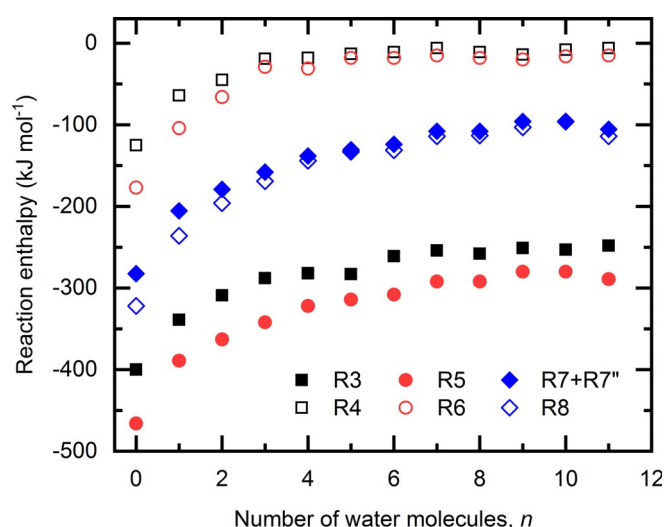 0
-100
-200
-300
-400
-500
Reaction enthalpy (kJ mol⁻¹)
R3 R5 R7+R7"
R4 R6 R8
0 2 4 6 8 10 12
Number of water molecules, n